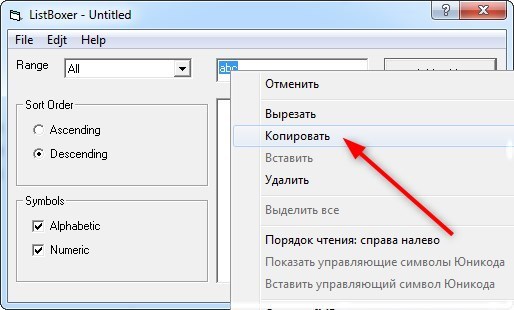 ListBoxer - Untitled
File Edjt Help
Range All abc
Отменить
Sort Order
Вырезать
Ascending
Копировать
Descending
Вставить
Удалить
Symbols
Выделить все
Alphabetic
Порядок чтения: справа налево
Numeric
Показать управляющие символы Юникода
Вставить управляющий символ Юникода